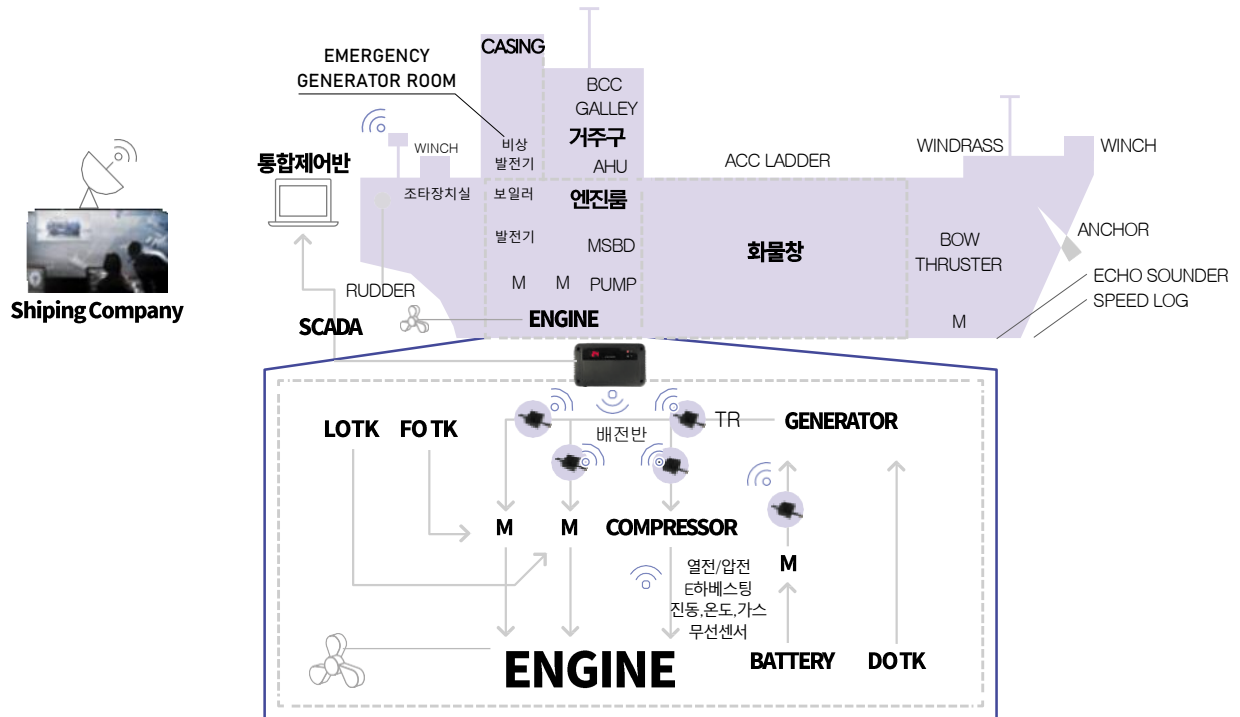 CASING
EMERGENCY
GENERATOR ROOM
BCC
GALLEY
거주구
AHU
비상
발전기
WINCH
통합제어반
조타장치실
보일러
엔진룸
발전기
MSBD
M
M
PUMP
ENGINE
ACC LADDER
화물창
WINDRASS
WINCH
ANCHOR
BOW
THRUSTER
M
ECHO SOUNDER
SPEED LOG
RUDDER
SCADA
Shiping Company
LOTK
FO TK
배전반
TR
GENERATOR
M
M
COMPRESSOR
열전/압전
E하베스팅
진동,온도,가스
무선센서
M
ENGINE
BATTERY
DO TK